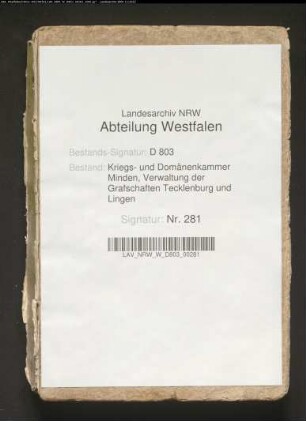 Landesarchiv NRW
Abteilung Westfalen
Bestands-Signatur: D 803
Bestand: Kriegs- und Domänenkammer
Minden, Verwaltung der
Grafschaften Tecklenburg und
Lingen
Signatur: Nr. 281
LAV_NRW_W_D803_00281